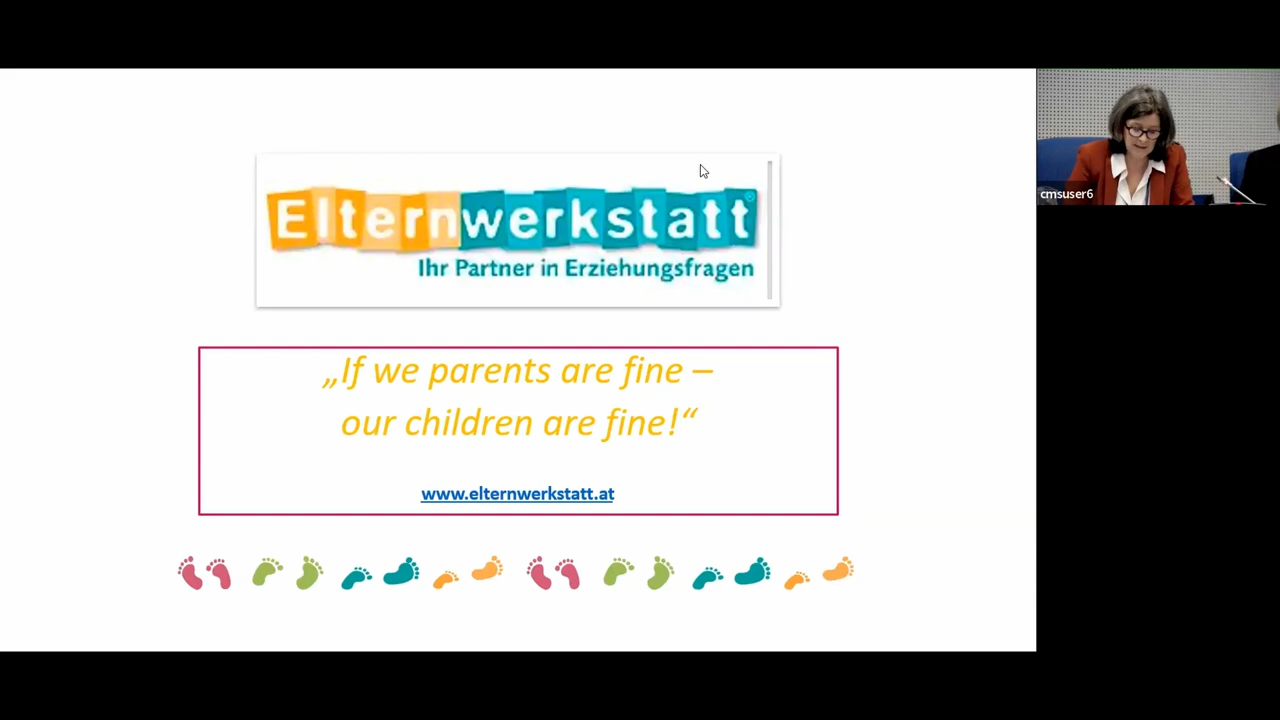 Elternwerkstatt
Ihr Partner in Erziehungsfragen
„If we parents are fine –
our children are fine!“
www.elternwerkstatt.at
cmsuser6